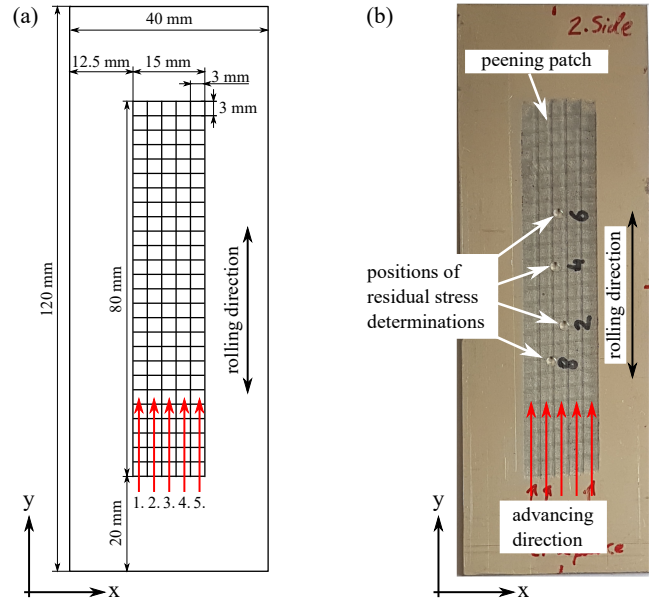 (a)
40 mm
12.5 mm
15 mm
3 mm
3 mm
120 mm
80 mm
rolling direction
1. 2. 3. 4. 5.
20 mm
y
x
(b)
2.Side
peening patch
6
4
2
8
positions of
residual stress
determinations
rolling direction
advancing
direction
y
x